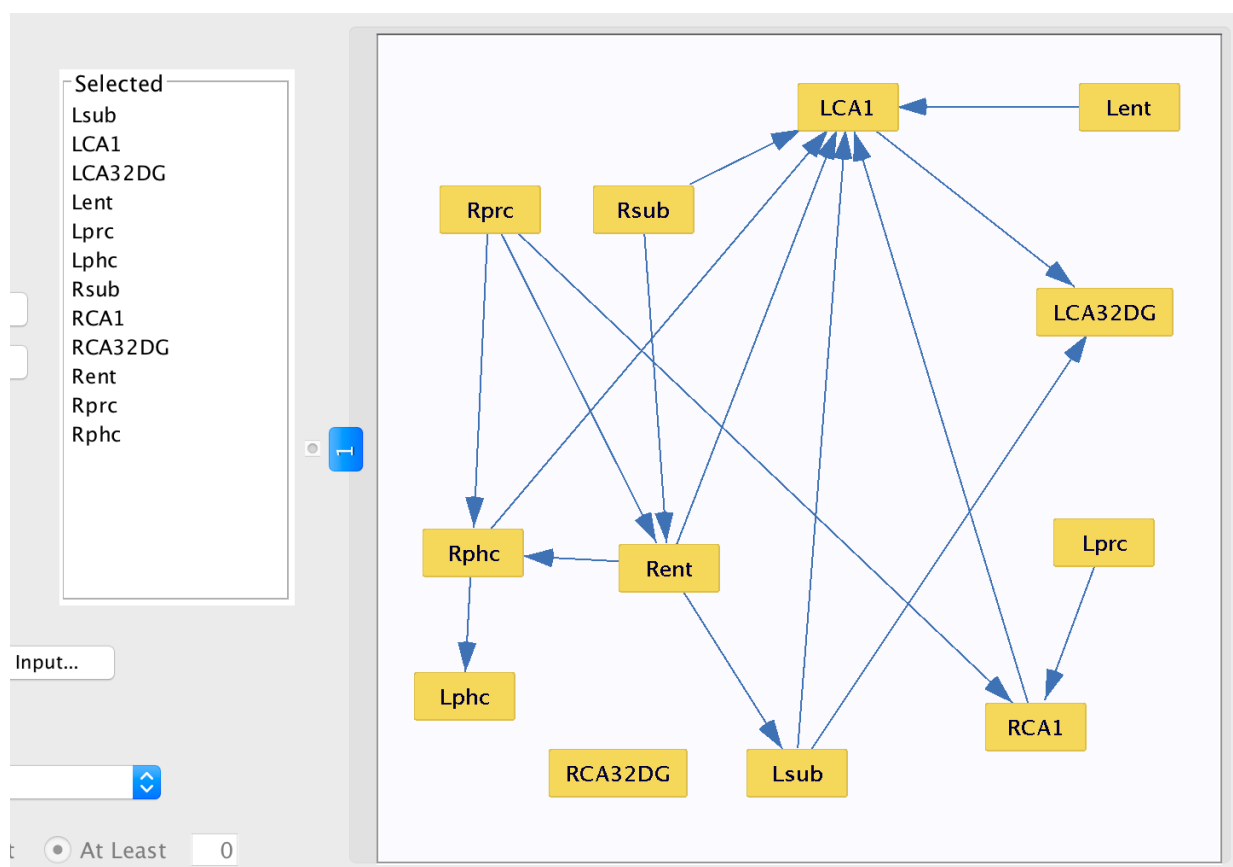 Selected
Lsub
LCA1
LCA32DG
Lent
Lprc
Lphc
Rsub
RCA1
RCA32DG
Rent
Rprc
Rphc
1
Input...
At Least 0
LCA1
Lent
Rprc
Rsub
LCA32DG
Rphc
Rent
Lprc
Lphc
RCA1
RCA32DG
Lsub